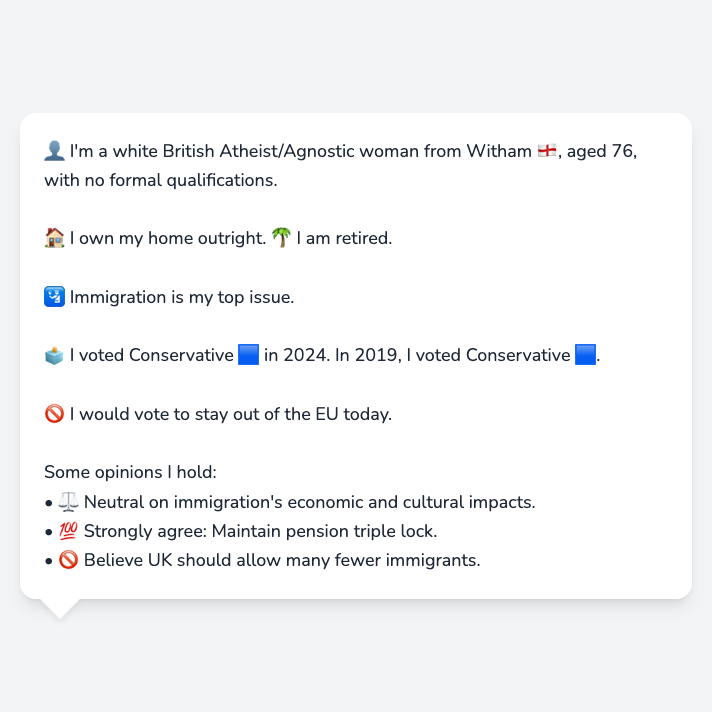 👤 I'm a white British Atheist/Agnostic woman from Witham 🏴󠁧󠁢󠁥󠁮󠁧󠁿, aged 76,
with no formal qualifications.
🏠 I own my home outright. 🌴 I am retired.
🛂 Immigration is my top issue.
🗳️ I voted Conservative 🟦 in 2024. In 2019, I voted Conservative 🟦.
🚫 I would vote to stay out of the EU today.
Some opinions I hold:
• ⚖️ Neutral on immigration's economic and cultural impacts.
• 💯 Strongly agree: Maintain pension triple lock.
• 🚫 Believe UK should allow many fewer immigrants.